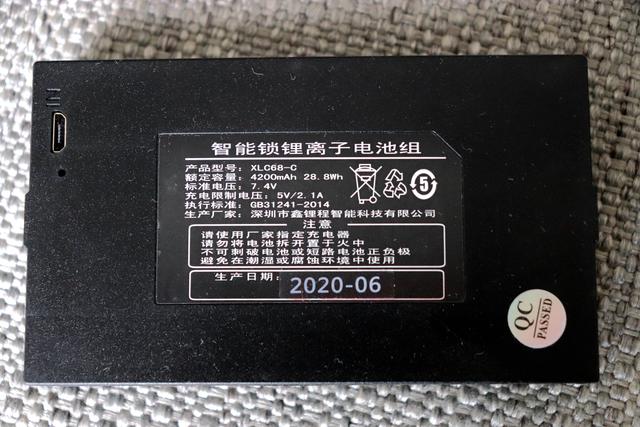 智能锁锂离子电池组
产品型号: XLC68-C
额定容量: 4200mAh 28.8Wh
标准电压: 7.4V
充电限制电压: 5V/2.1A
执行标准: GB31241-2014
生产厂家: 深圳市鑫锂程智能科技有限公司
5
注意
请使用厂家指定充电器
请勿将电池拆开置于火中
不可刺破电池或短路电池正负极
避免在潮湿或腐蚀环境中使用
生产日期:
2020-06
QC
PASSED